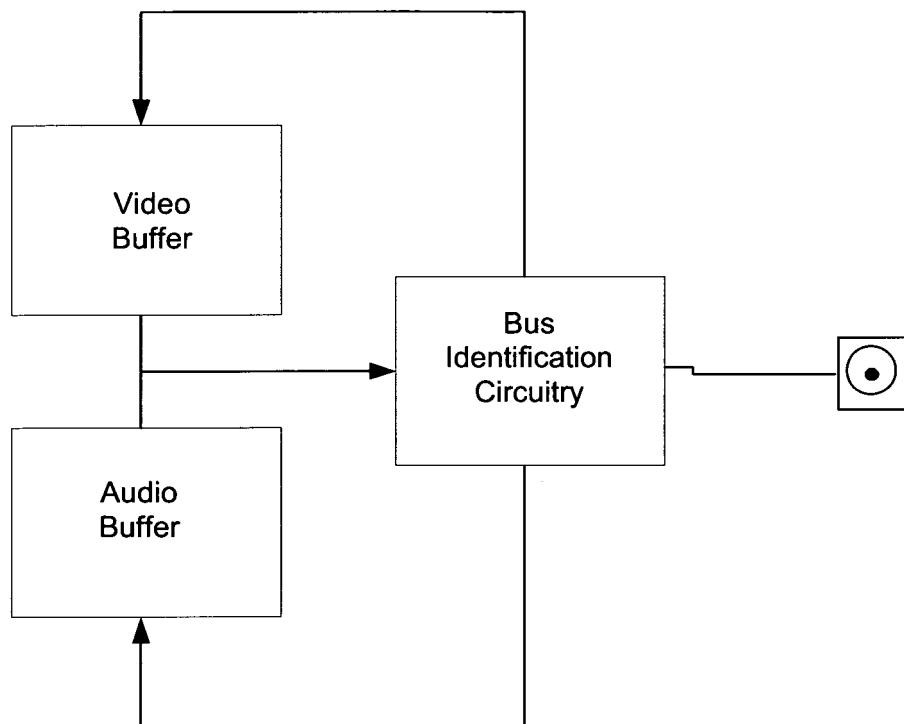 Video
Buffer
Bus
Identification
Circuitry
Audio
Buffer